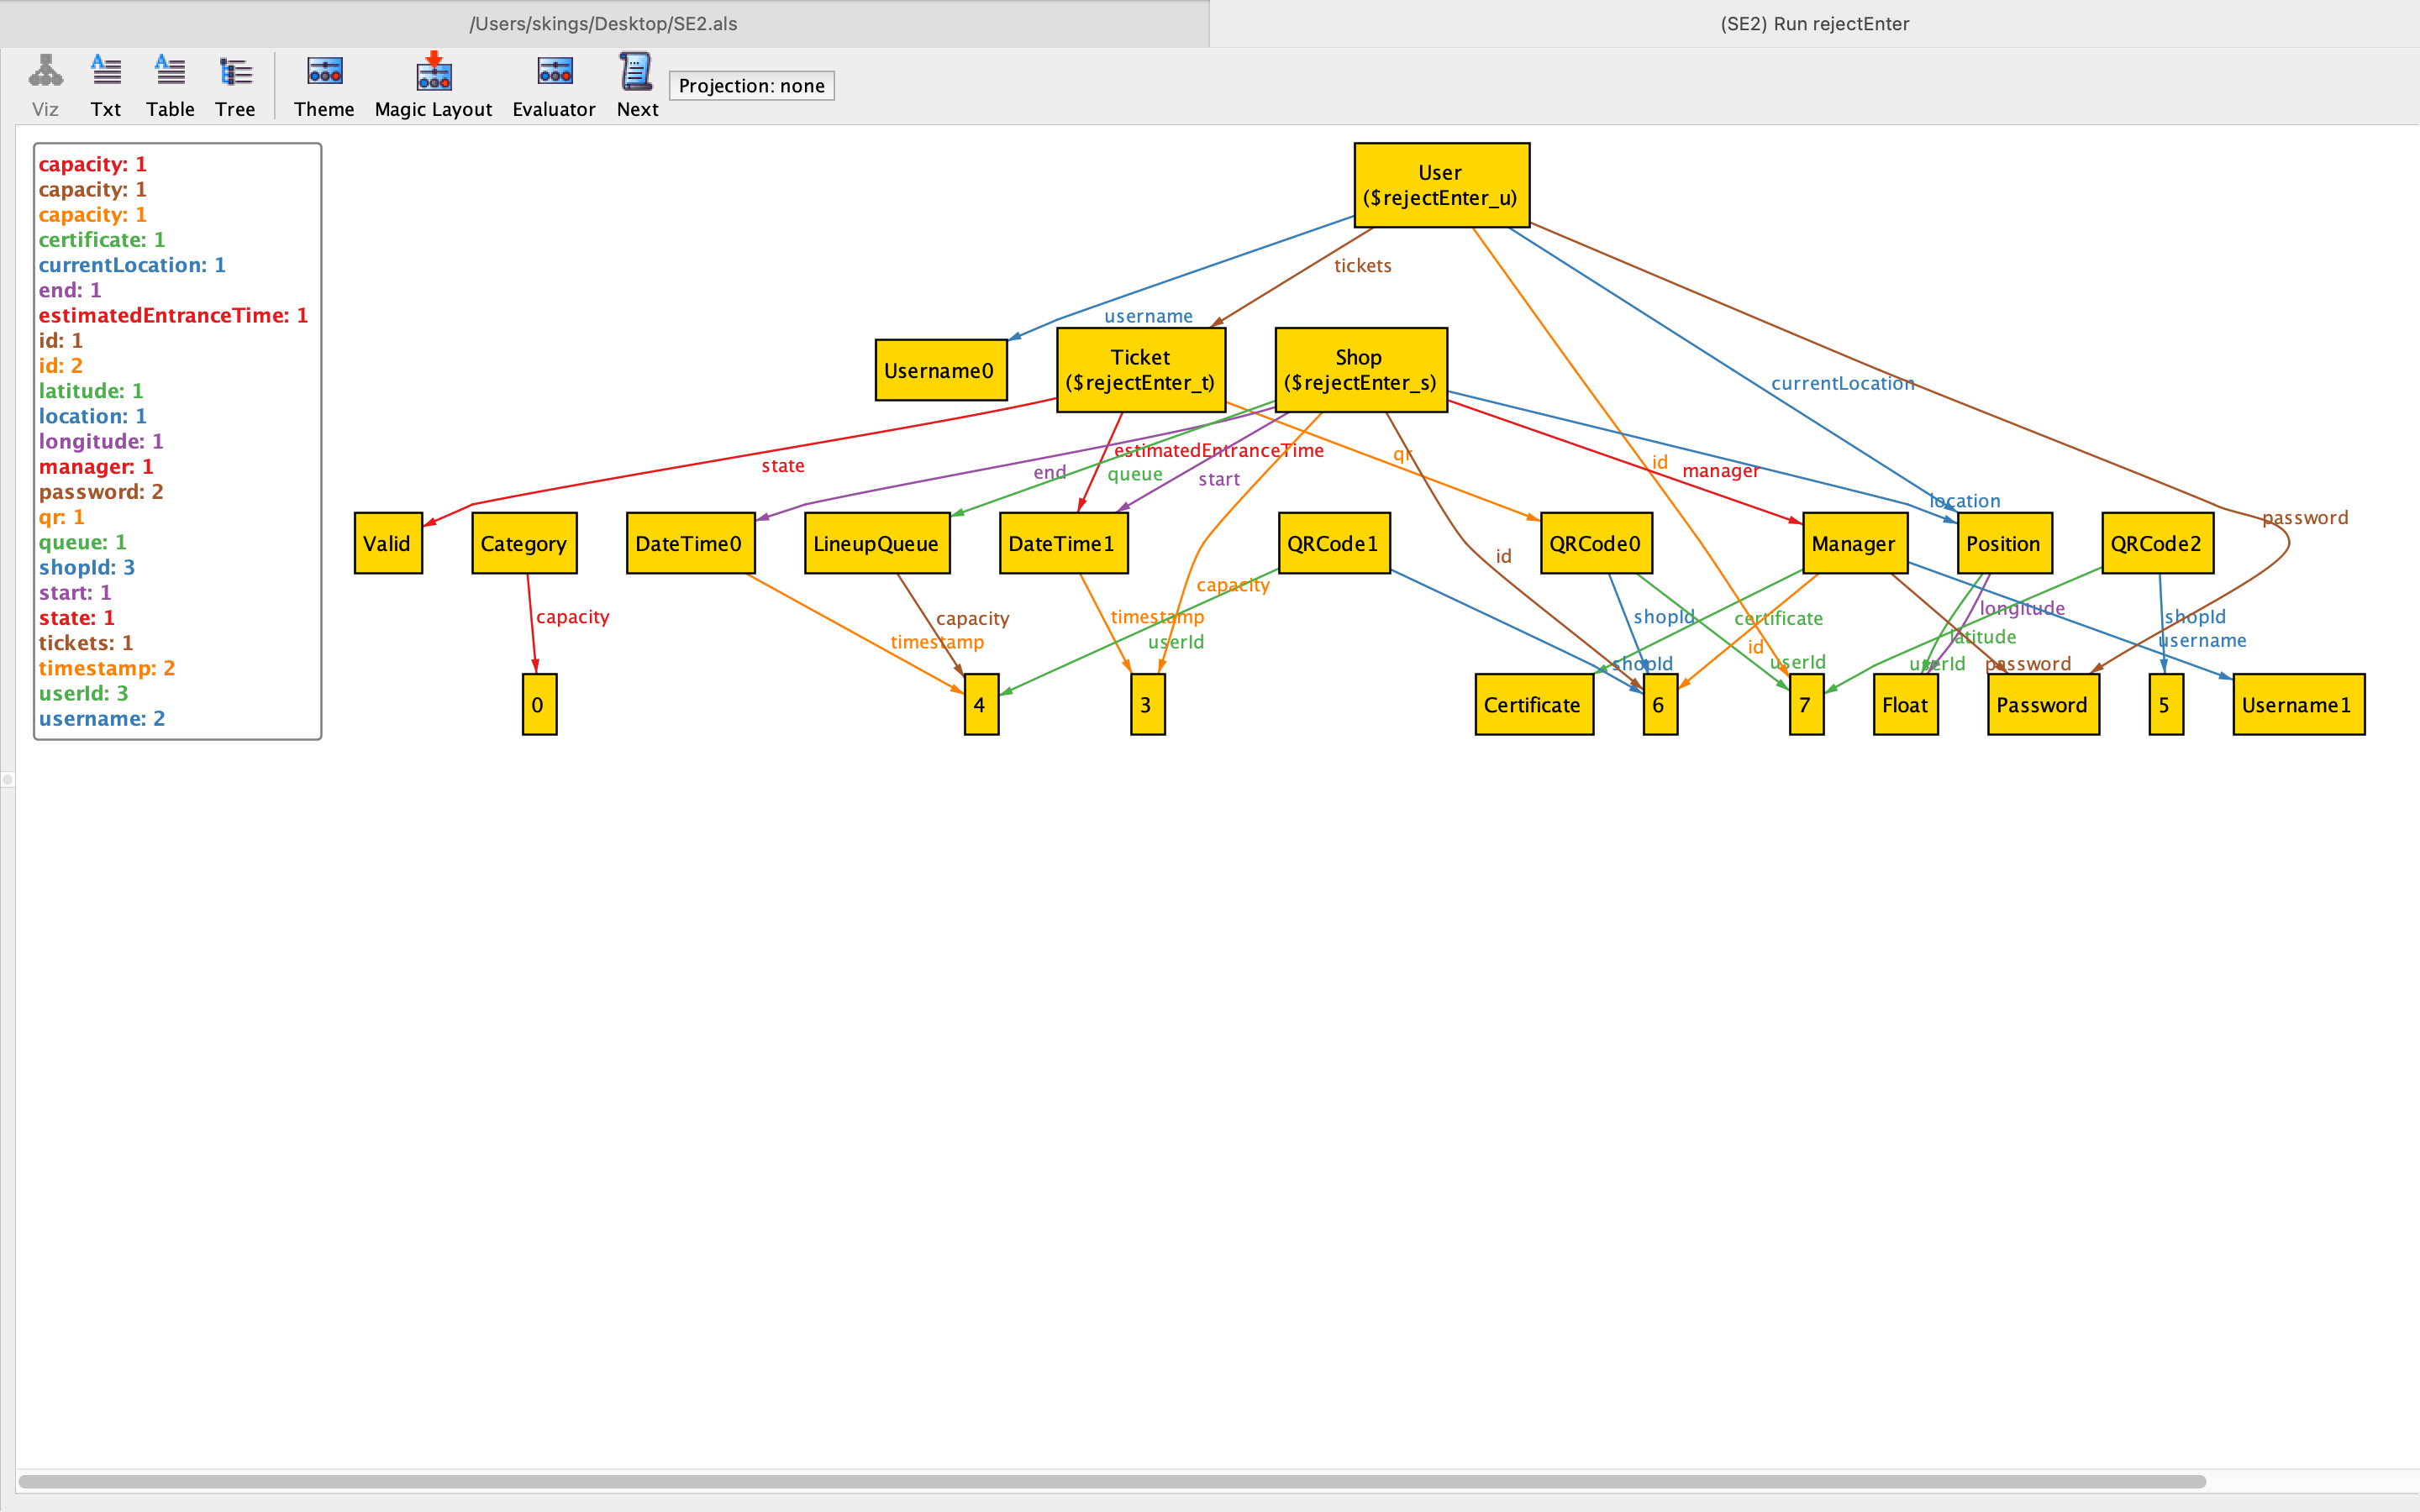 /Users/skings/Desktop/SE2.als
(SE2) Run rejectEnter
Viz
Txt
Table
Tree
Theme
Magic Layout
Evaluator
Next
Projection: none
capacity: 1
capacity: 1
capacity: 1
certificate: 1
currentLocation: 1
end: 1
estimatedEntranceTime: 1
id: 1
id: 2
latitude: 1
location: 1
longitude: 1
manager: 1
password: 2
qr: 1
queue: 1
shopId: 3
start: 1
state: 1
tickets: 1
timestamp: 2
userId: 3
username: 2
User
($rejectEnter_u)
tickets
username
Username0
Ticket
($rejectEnter_t)
Shop
($rejectEnter_s)
currentLocation
state
end
estimatedEntranceTime
queue
start
qr
id
manager
location
password
Valid
Category
DateTime0
LineupQueue
DateTime1
QRCode1
QRCode0
Manager
Position
QRCode2
id
capacity
capacity
capacity
timestamp
timestamp
userId
shopId
shopId
certificate
id
userId
longitude
latitude
userId
password
shopId
username
0
4
3
Certificate
6
7
Float
Password
5
Username1